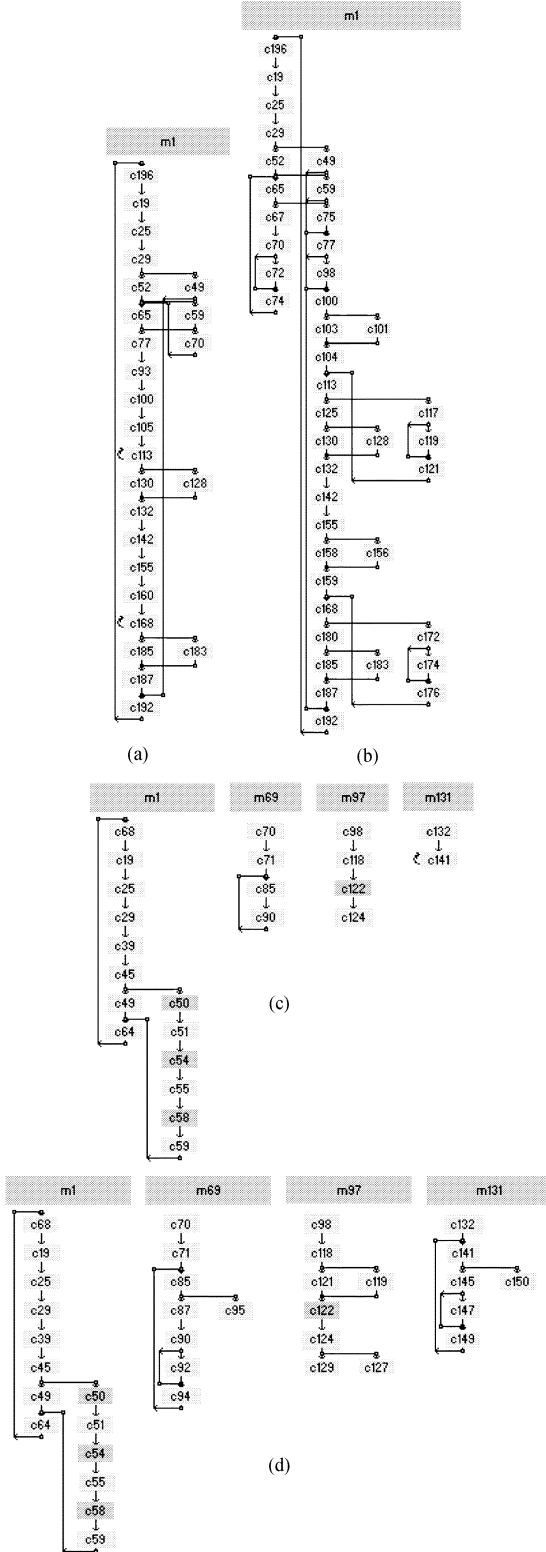 m1
c196
c19
c25
c29
c52 c49
c65 c59
c67 c75
c70 c77
c72 c98
c74 c100
c103 c101
c104
c113
c125 c117
c130 c128 c119
c132 c121
c142
c155
c158 c156
c159
c168
c180 c172
c185 c183 c174
c187 c176
c192
(b)
m1
c196
c19
c25
c29
c52 c49
c65 c59
c77 c70
c93
c100
c105
c113
c130 c128
c132
c142
c155
c160
c168
c185 c183
c187
c192
(a)
m1 m69 m97 m131
c68 c70 c98 c132
c19 c71 c118 c141
c25 c85 c122
c29 c90 c124
c39
c45
c49 c50
c64 c51
c54
c55
c58
c59
(c)
m1 m69 m97 m131
c68 c70 c98 c132
c19 c71 c118 c141
c25 c85 c121 c119 c145 c150
c29 c87 c95 c122 c147
c39 c90 c124 c149
c45 c92 c129 c127
c49 c50 c94
c64 c51
c54
c55
c58
c59
(d)